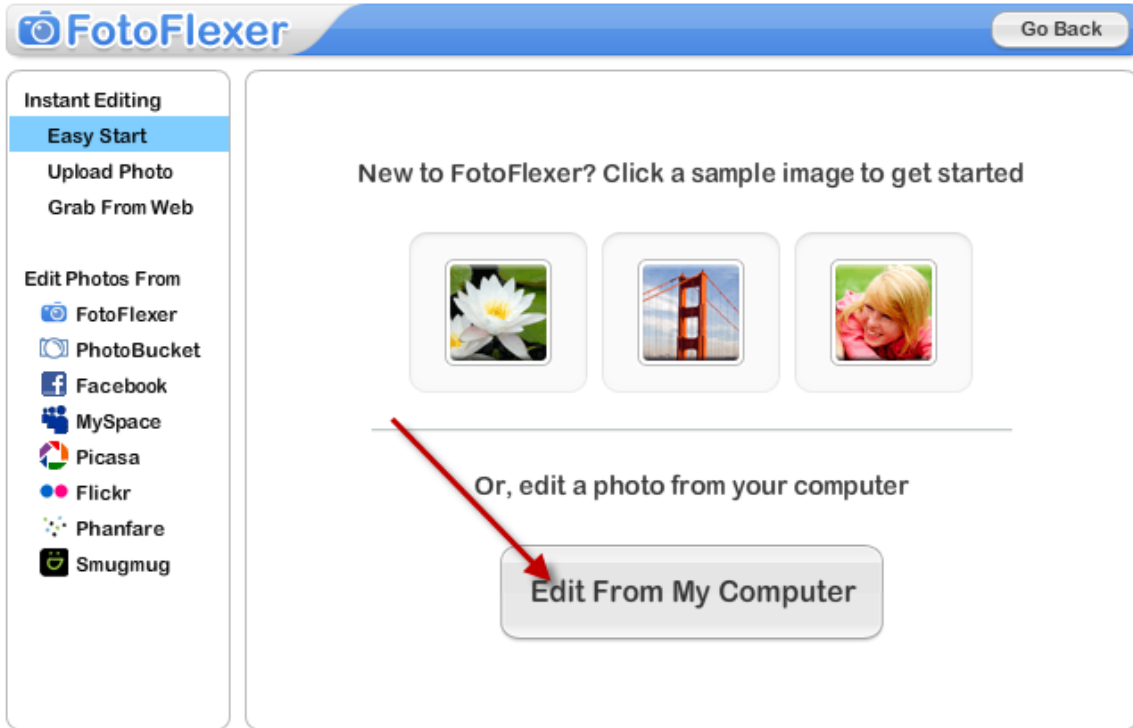 FotoFlexer
Go Back
Instant Editing
Easy Start
Upload Photo
Grab From Web
Edit Photos From
FotoFlexer
PhotoBucket
Facebook
MySpace
Picasa
Flickr
Phanfare
Smugmug
New to FotoFlexer? Click a sample image to get started
Or, edit a photo from your computer
Edit From My Computer